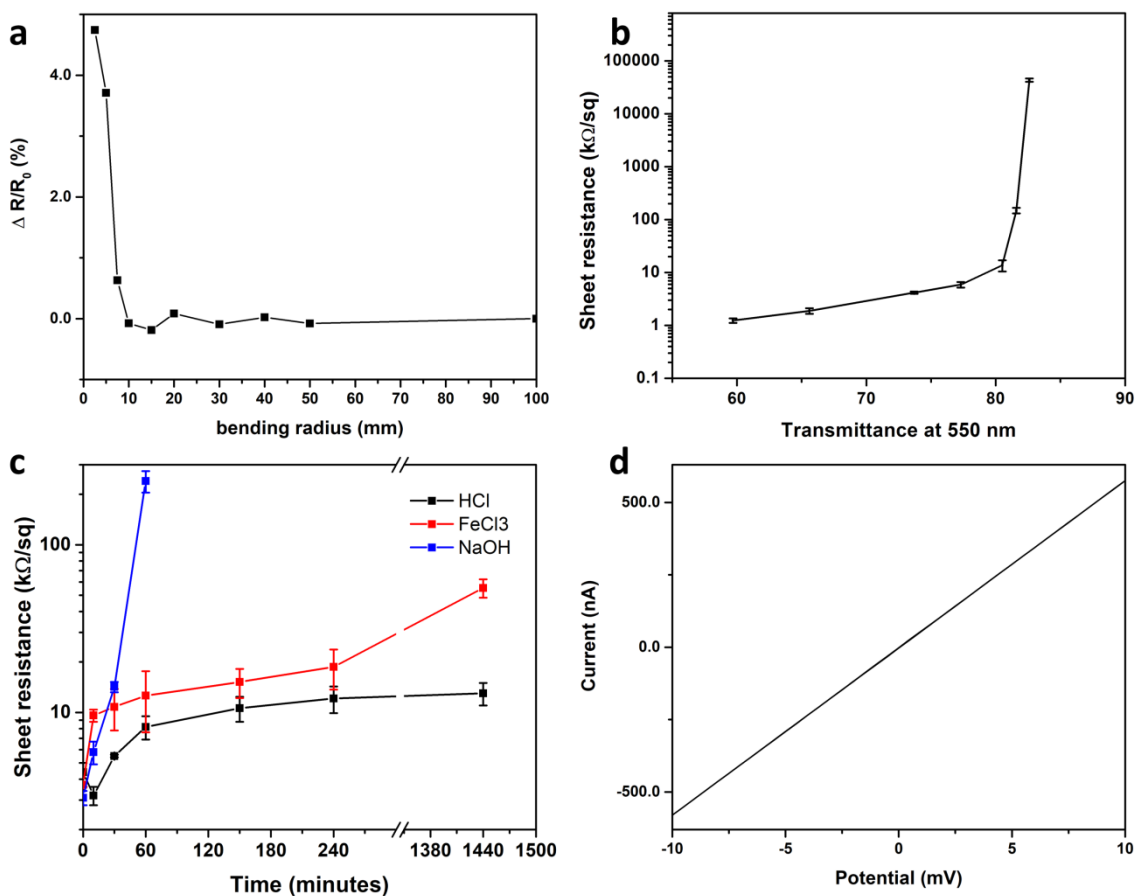 a
4.0
2.0
0.0
Δ R/R0 (%)
0 10 20 30 40 50 60 70 80 90 100
bending radius (mm)
b
100000
10000
1000
100
10
1
0.1
Sheet resistance (kΩ/sq)
60 70 80 90
Transmittance at 550 nm
c
100
10
Sheet resistance (kΩ/sq)
HCl
FeCl3
NaOH
0 60 120 180 240 1380 1440 1500
Time (minutes)
d
500.0
0.0
-500.0
Current (nA)
-10 -5 0 5 10
Potential (mV)